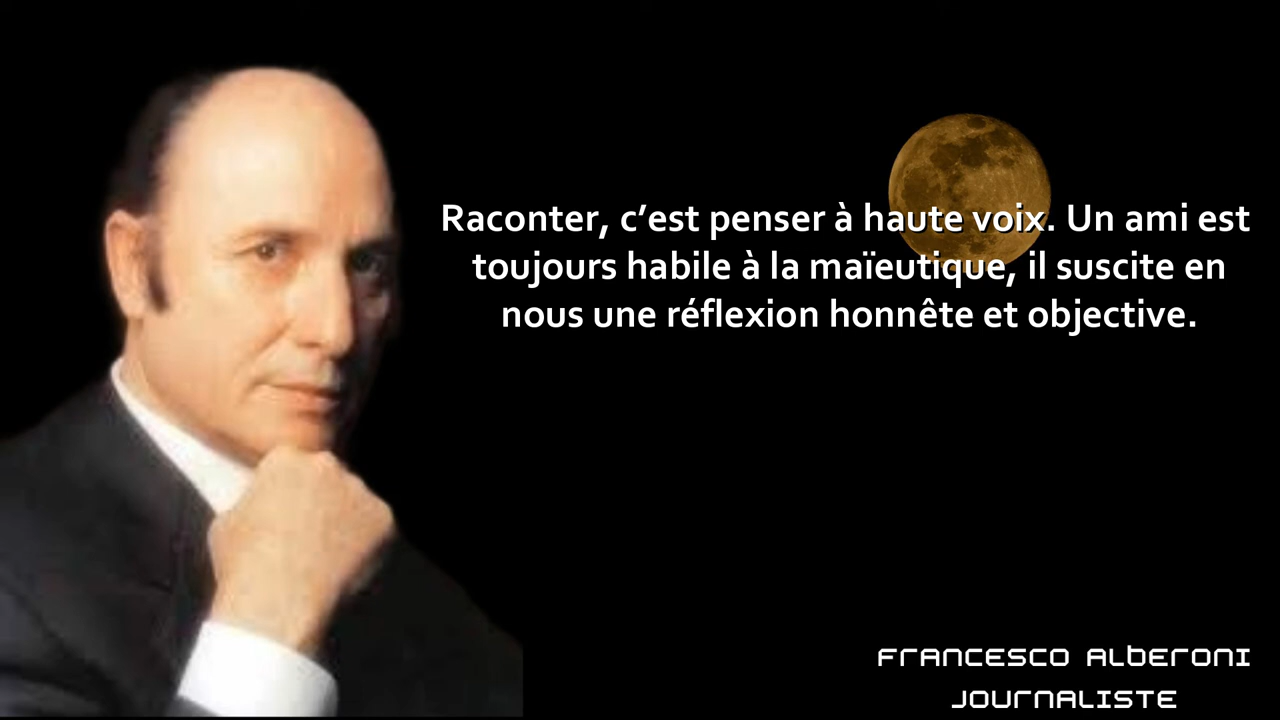 Raconter, c’est penser à haute voix. Un ami est
toujours habile à la maïeutique, il suscite en
nous une réflexion honnête et objective.
Francesco Alberoni
Journaliste